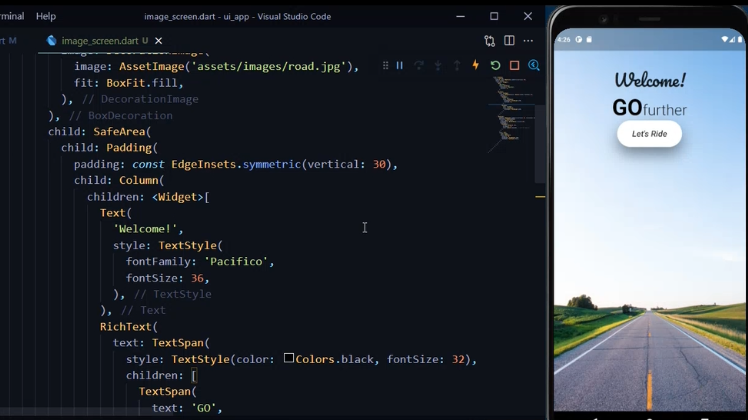 rminal Help image_screen.dart - ui_app - Visual Studio Code
rt M image_screen.dart U
image: AssetImage('assets/images/road.jpg'),
fit: BoxFit.fill,
), // DecorationImage
), // BoxDecoration
child: SafeArea(
child: Padding(
padding: const EdgeInsets.symmetric(vertical: 30),
child: Column(
children: <Widget>[
Text(
'Welcome!',
style: TextStyle(
fontFamily: 'Pacifico',
fontSize: 36,
), // TextStyle
), // Text
RichText(
text: TextSpan(
style: TextStyle(color: Colors.black, fontSize: 32),
children: [
TextSpan(
text: 'GO',
4:26
Welcome!
GOfurther
Let's Ride